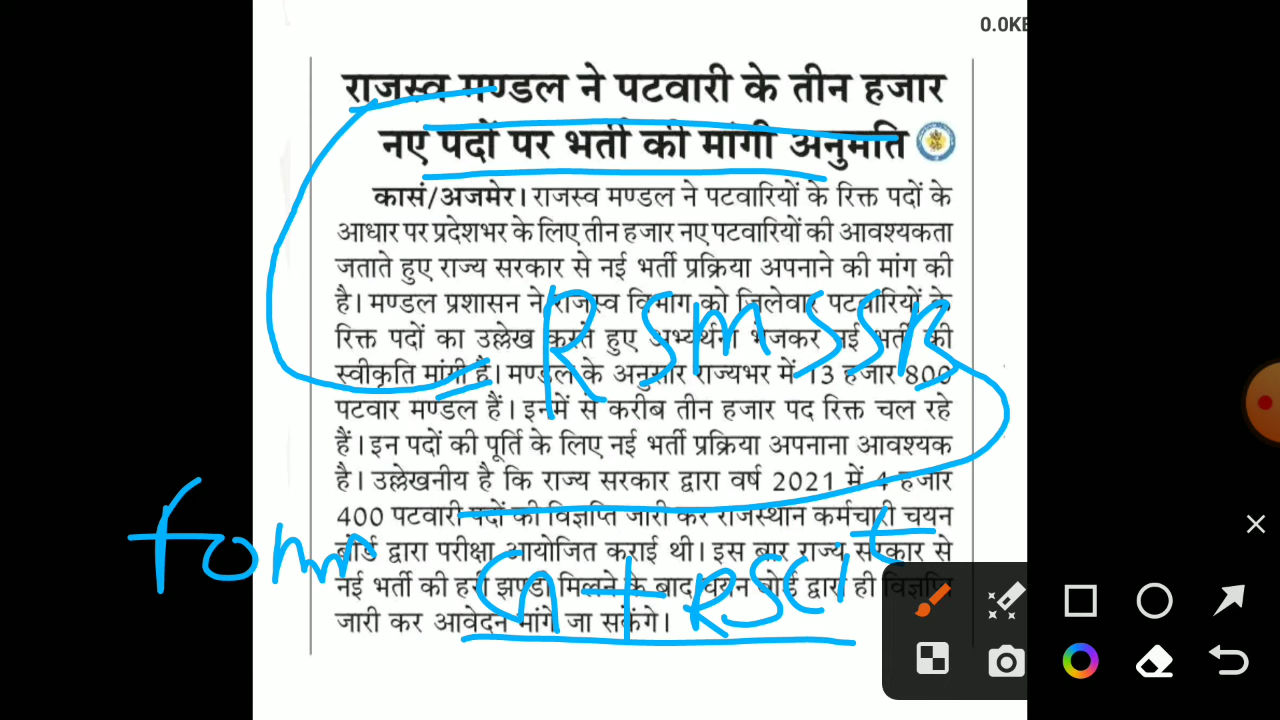 0.0KB
राजस्व मण्डल ने पटवारी के तीन हजार
नए पदों पर भर्ती की मांगी अनुमति
कासं/अजमेर। राजस्व मण्डल ने पटवारियों के रिक्त पदों के
आधार पर प्रदेशभर के लिए तीन हजार नए पटवारियों की आवश्यकता
जताते हुए राज्य सरकार से नई भर्ती प्रक्रिया अपनाने की मांग की
है। मण्डल प्रशासन ने राजस्व विभाग को जिलेवार पटवारियों के
रिक्त पदों का उल्लेख करते हुए अभ्यर्थना भेजकर नई भर्ती की
स्वीकृति मांगी है। मण्डल के अनुसार राज्यभर में 13 हजार 800
पटवार मण्डल हैं। इनमें से करीब तीन हजार पद रिक्त चल रहे
हैं। इन पदों की पूर्ति के लिए नई भर्ती प्रक्रिया अपनाना आवश्यक
है। उल्लेखनीय है कि राज्य सरकार द्वारा वर्ष 2021 में 4 हजार
400 पटवारी पदों की विज्ञप्ति जारी कर राजस्थान कर्मचारी चयन
बोर्ड द्वारा परीक्षा आयोजित कराई थी। इस बार राज्य सरकार से
नई भर्ती की हरी झण्डी मिलने के बाद चयन बोर्ड द्वारा ही विज्ञप्ति
जारी कर आवेदन मांगे जा सकेंगे।
RSMSSB
form
G + RSCit